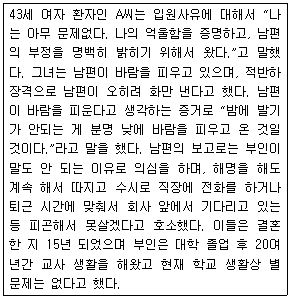 43세 여자 환자인 A씨는 입원사유에 대해서 “나
는 아무 문제없다. 나의 억울함을 증명하고, 남편
의 부정을 명백히 밝히기 위해서 왔다.”고 말했
다. 그녀는 남편이 바람을 피우고 있으며, 적반하
장격으로 남편이 오히려 화만 낸다고 했다. 남편
이 바람을 피운다고 생각하는 증거로 “밤에 발기
가 안되는 게 분명 낮에 바람을 피우고 온 것일
것이다.”라고 말을 했다. 남편의 보고로는 부인이
말도 안 되는 이유로 의심을 하며, 해명을 해도
계속 해서 따지고 수시로 직장에 전화를 하거나
퇴근 시간에 맞춰서 회사 앞에서 기다리고 있는
등 피곤해서 못살겠다고 호소했다. 이들은 결혼
한 지 15년 되었으며 부인은 대학 졸업 후 20여
년간 교사 생활을 해왔고 현재 학교 생활상 별
문제는 없다고 했다.